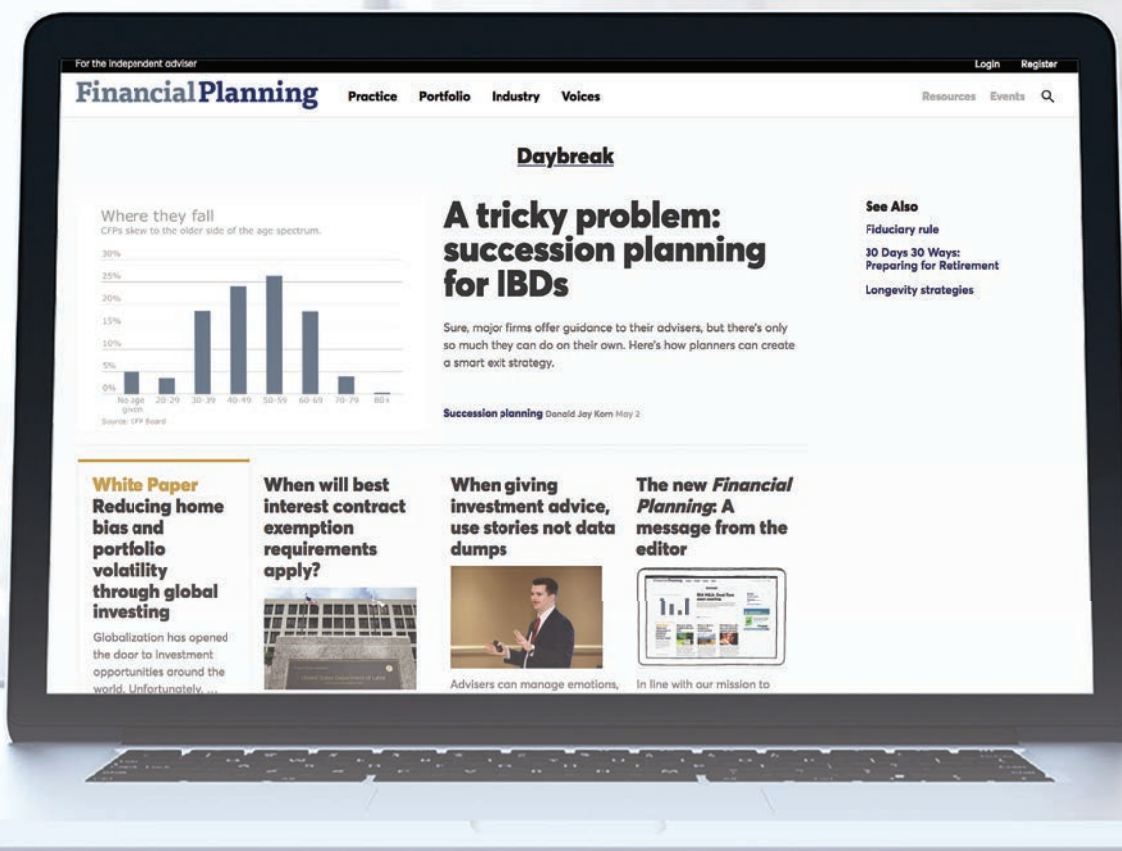 For the independent adviser
Login Register
FinancialPlanning
Practice Portfolio Industry Voices
Resources Events
Daybreak
Where they fall
CFPs skew to the older side of the age spectrum.
30%
25%
20%
15%
10%
5%
0%
No age given
20-29
30-39
40-49
50-59
60-69
70-79
80+
Source: CFP Board
A tricky problem:
succession planning
for IBDs
Sure, major firms offer guidance to their advisers, but there's only
so much they can do on their own. Here's how planners can create
a smart exit strategy.
Succession planning Donald Jay Korn May 2
See Also
Fiduciary rule
30 Days 30 Ways:
Preparing for Retirement
Longevity strategies
White Paper
Reducing home
bias and
portfolio
volatility
through global
investing
Globalization has opened
the door to investment
opportunities around the
world. Unfortunately, ...
When will best
interest contract
exemption
requirements
apply?
United States Department of Labor
When giving
investment advice,
use stories not data
dumps
Advisers can manage emotions,
The new Financial
Planning: A
message from the
editor
In line with our mission to